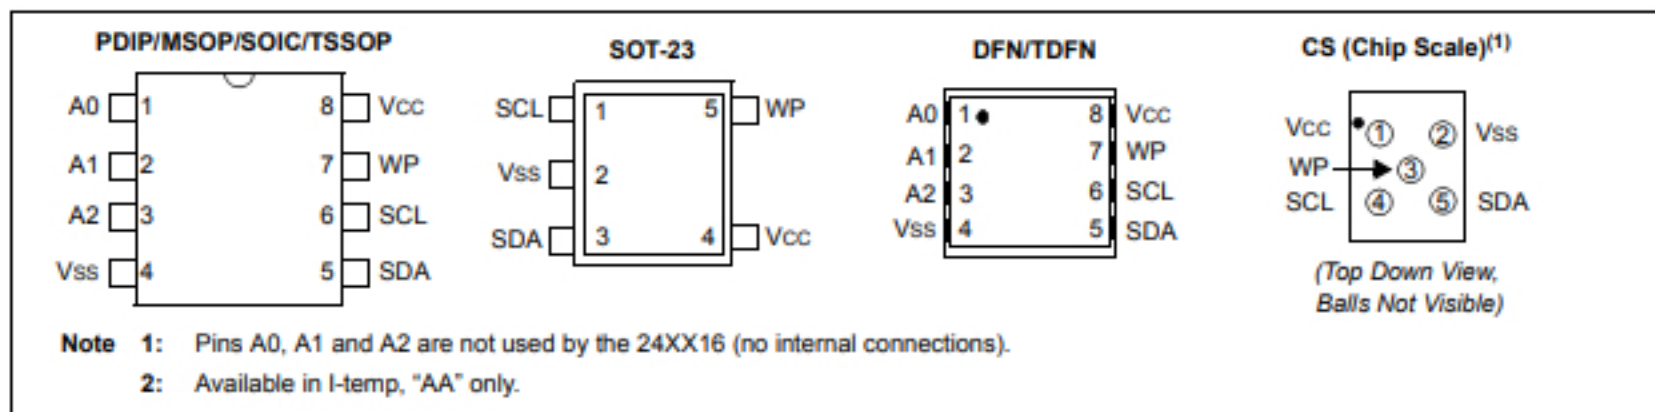 PDIP/MSOP/SOIC/TSSOP
A0 1 8 VCC
A1 2 7 WP
A2 3 6 SCL
VSS 4 5 SDA
SOT-23
SCL 1 5 WP
VSS 2
SDA 3 4 VCC
DFN/TDFN
A0 1 8 VCC
A1 2 7 WP
A2 3 6 SCL
VSS 4 5 SDA
CS (Chip Scale)(1)
VCC 1 2 VSS
WP 3
SCL 4 5 SDA
(Top Down View,
Balls Not Visible)
Note 1: Pins A0, A1 and A2 are not used by the 24XX16 (no internal connections).
2: Available in I-temp, “AA” only.